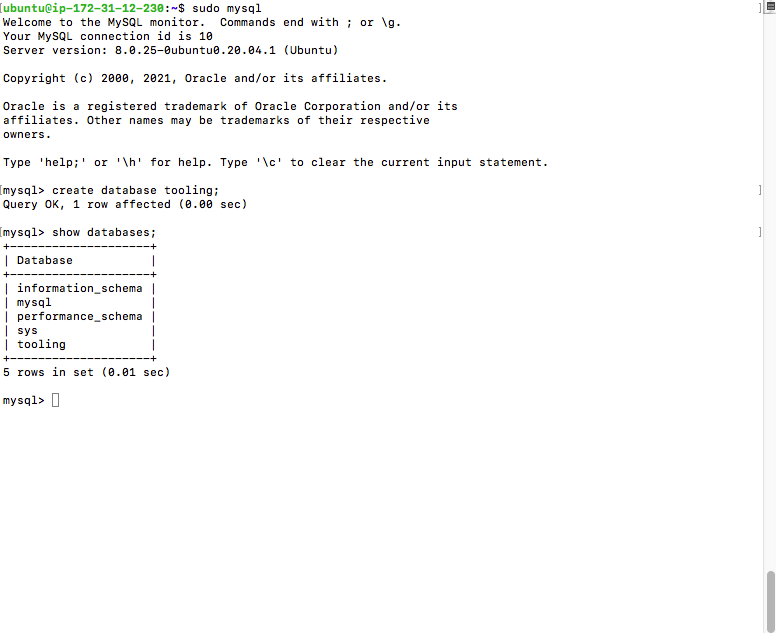 [ubuntu@ip-172-31-12-230:~$ sudo mysql ]
Welcome to the MySQL monitor.  Commands end with ; or \g.
Your MySQL connection id is 10
Server version: 8.0.25-0ubuntu0.20.04.1 (Ubuntu)

Copyright (c) 2000, 2021, Oracle and/or its affiliates.

Oracle is a registered trademark of Oracle Corporation and/or its
affiliates. Other names may be trademarks of their respective
owners.

Type 'help;' or '\h' for help. Type '\c' to clear the current input statement.

[mysql> create database tooling; ]
Query OK, 1 row affected (0.00 sec)

[mysql> show databases; ]
+--------------------+
| Database           |
+--------------------+
| information_schema |
| mysql              |
| performance_schema |
| sys                |
| tooling            |
+--------------------+
5 rows in set (0.01 sec)

mysql>